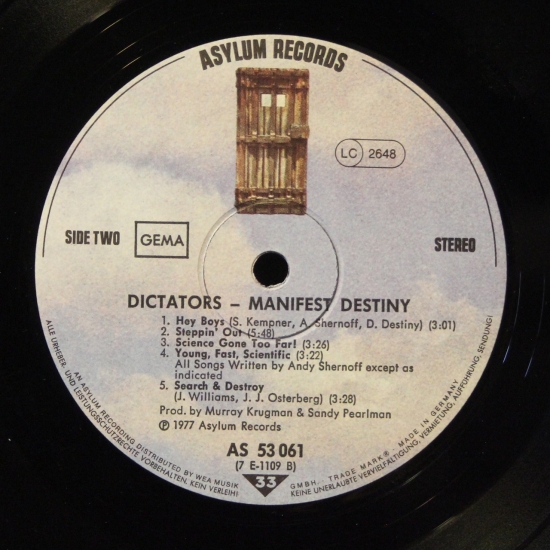 ASYLUM RECORDS
LC 2648
SIDE TWO
GEMA
STEREO
DICTATORS – MANIFEST DESTINY
1. Hey Boys (S. Kempner, A. Shernoff, D. Destiny) (3:01)
2. Steppin' Out (5:48)
3. Science Gone Too Far! (3:26)
4. Young, Fast, Scientific (3:22)
All Songs Written by Andy Shernoff except as
indicated
5. Search & Destroy
(J. Williams, J. J. Osterberg) (3:28)
Prod. by Murray Krugman & Sandy Pearlman
Ⓟ 1977 Asylum Records
AS 53 061
(7 E-1109 B)
33
AN ASYLUM RECORDING DISTRIBUTED BY WEA MUSIK GMBH. · TRADE MARK ® · MADE IN GERMANY
ALLE URHEBER- UND LEISTUNGSSCHUTZRECHTE VORBEHALTEN, KEIN VERLEIH! KEINE UNERLAUBTE VERVIELFÄLTIGUNG, VERMIETUNG, AUFFÜHRUNG, SENDUNG!